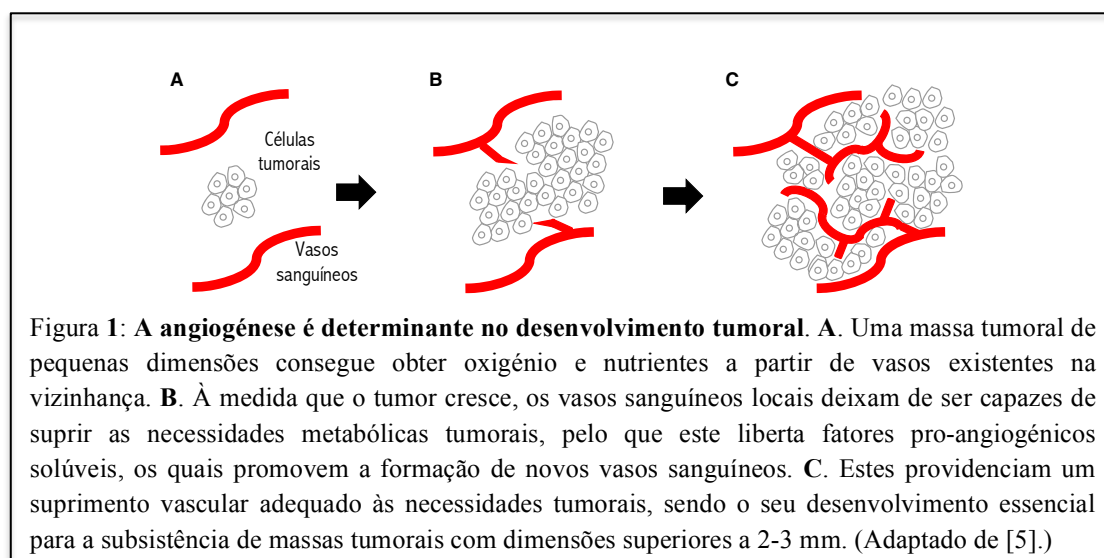 A
B
C
Células
tumorais
Vasos
sanguíneos
Figura 1: A angiogénese é determinante no desenvolvimento tumoral. A. Uma massa tumoral de
pequenas dimensões consegue obter oxigénio e nutrientes a partir de vasos existentes na
vizinhança. B. À medida que o tumor cresce, os vasos sanguíneos locais deixam de ser capazes de
suprir as necessidades metabólicas tumorais, pelo que este liberta fatores pro-angiogénicos
solúveis, os quais promovem a formação de novos vasos sanguíneos. C. Estes providenciam um
suprimento vascular adequado às necessidades tumorais, sendo o seu desenvolvimento essencial
para a subsistência de massas tumorais com dimensões superiores a 2-3 mm. (Adaptado de [5].)